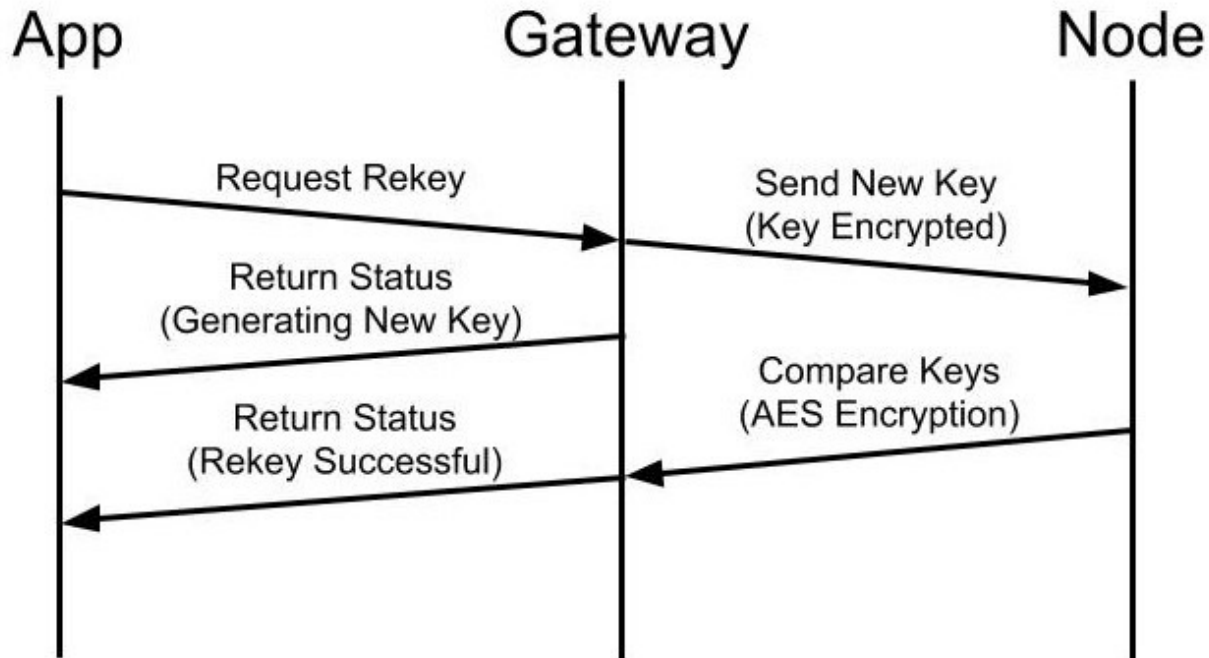 App
Gateway
Node
Request Rekey
Send New Key
(Key Encrypted)
Return Status
(Generating New Key)
Compare Keys
(AES Encryption)
Return Status
(Rekey Successful)